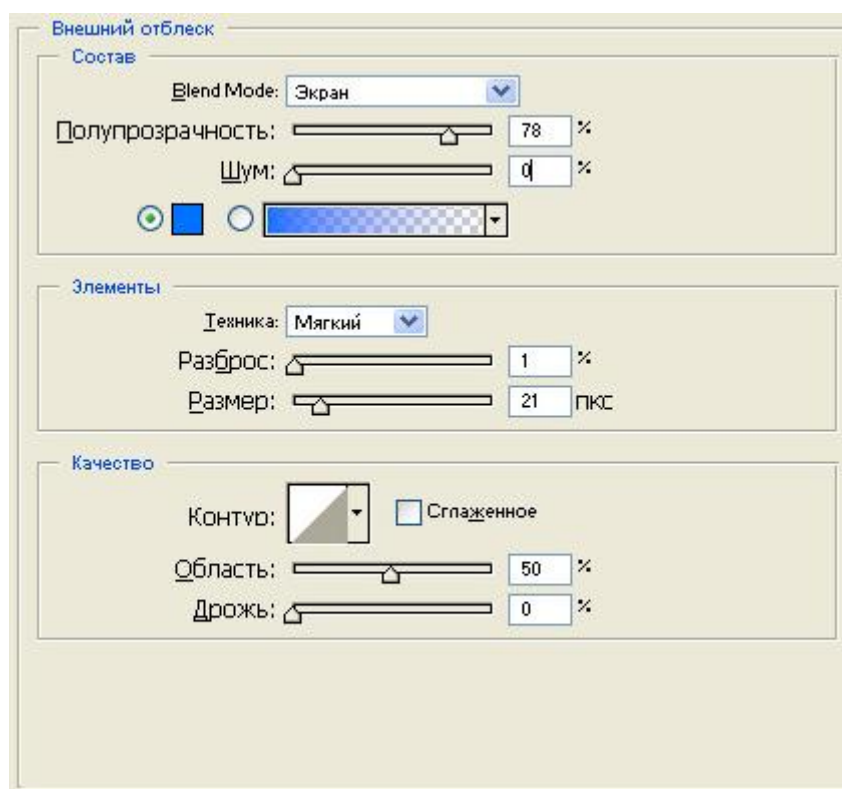 Внешний отблеск
Состав
Blend Mode: Экран
Полупрозрачность: 78 %
Шум: 0 %
Элементы
Техника: Мягкий
Разброс: 1 %
Размер: 21 пкс
Качество
Контур: Сглаженное
Область: 50 %
Дрожь: 0 %